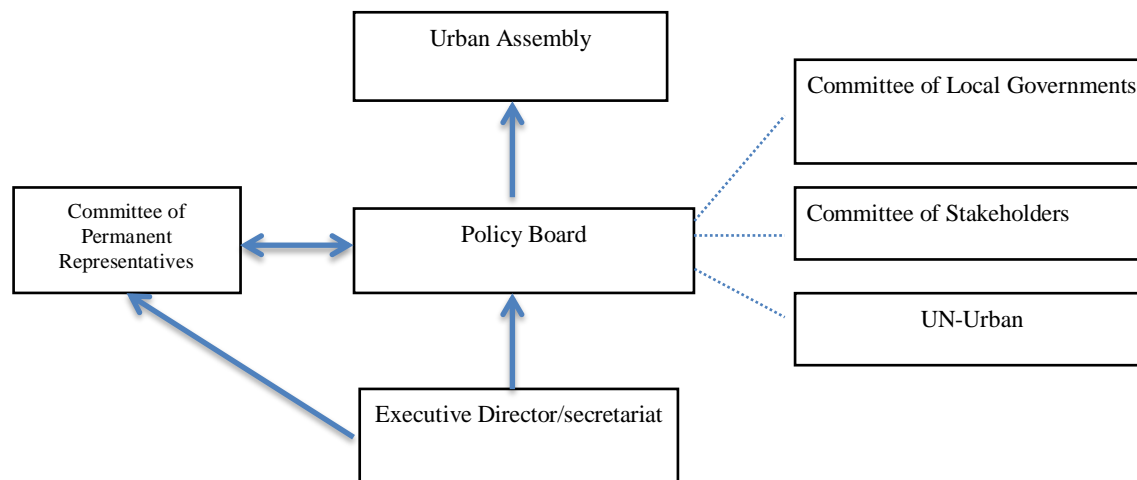 Urban Assembly
Committee of Local Governments
Committee of
Permanent
Representatives
Policy Board
Committee of Stakeholders
UN-Urban
Executive Director/secretariat